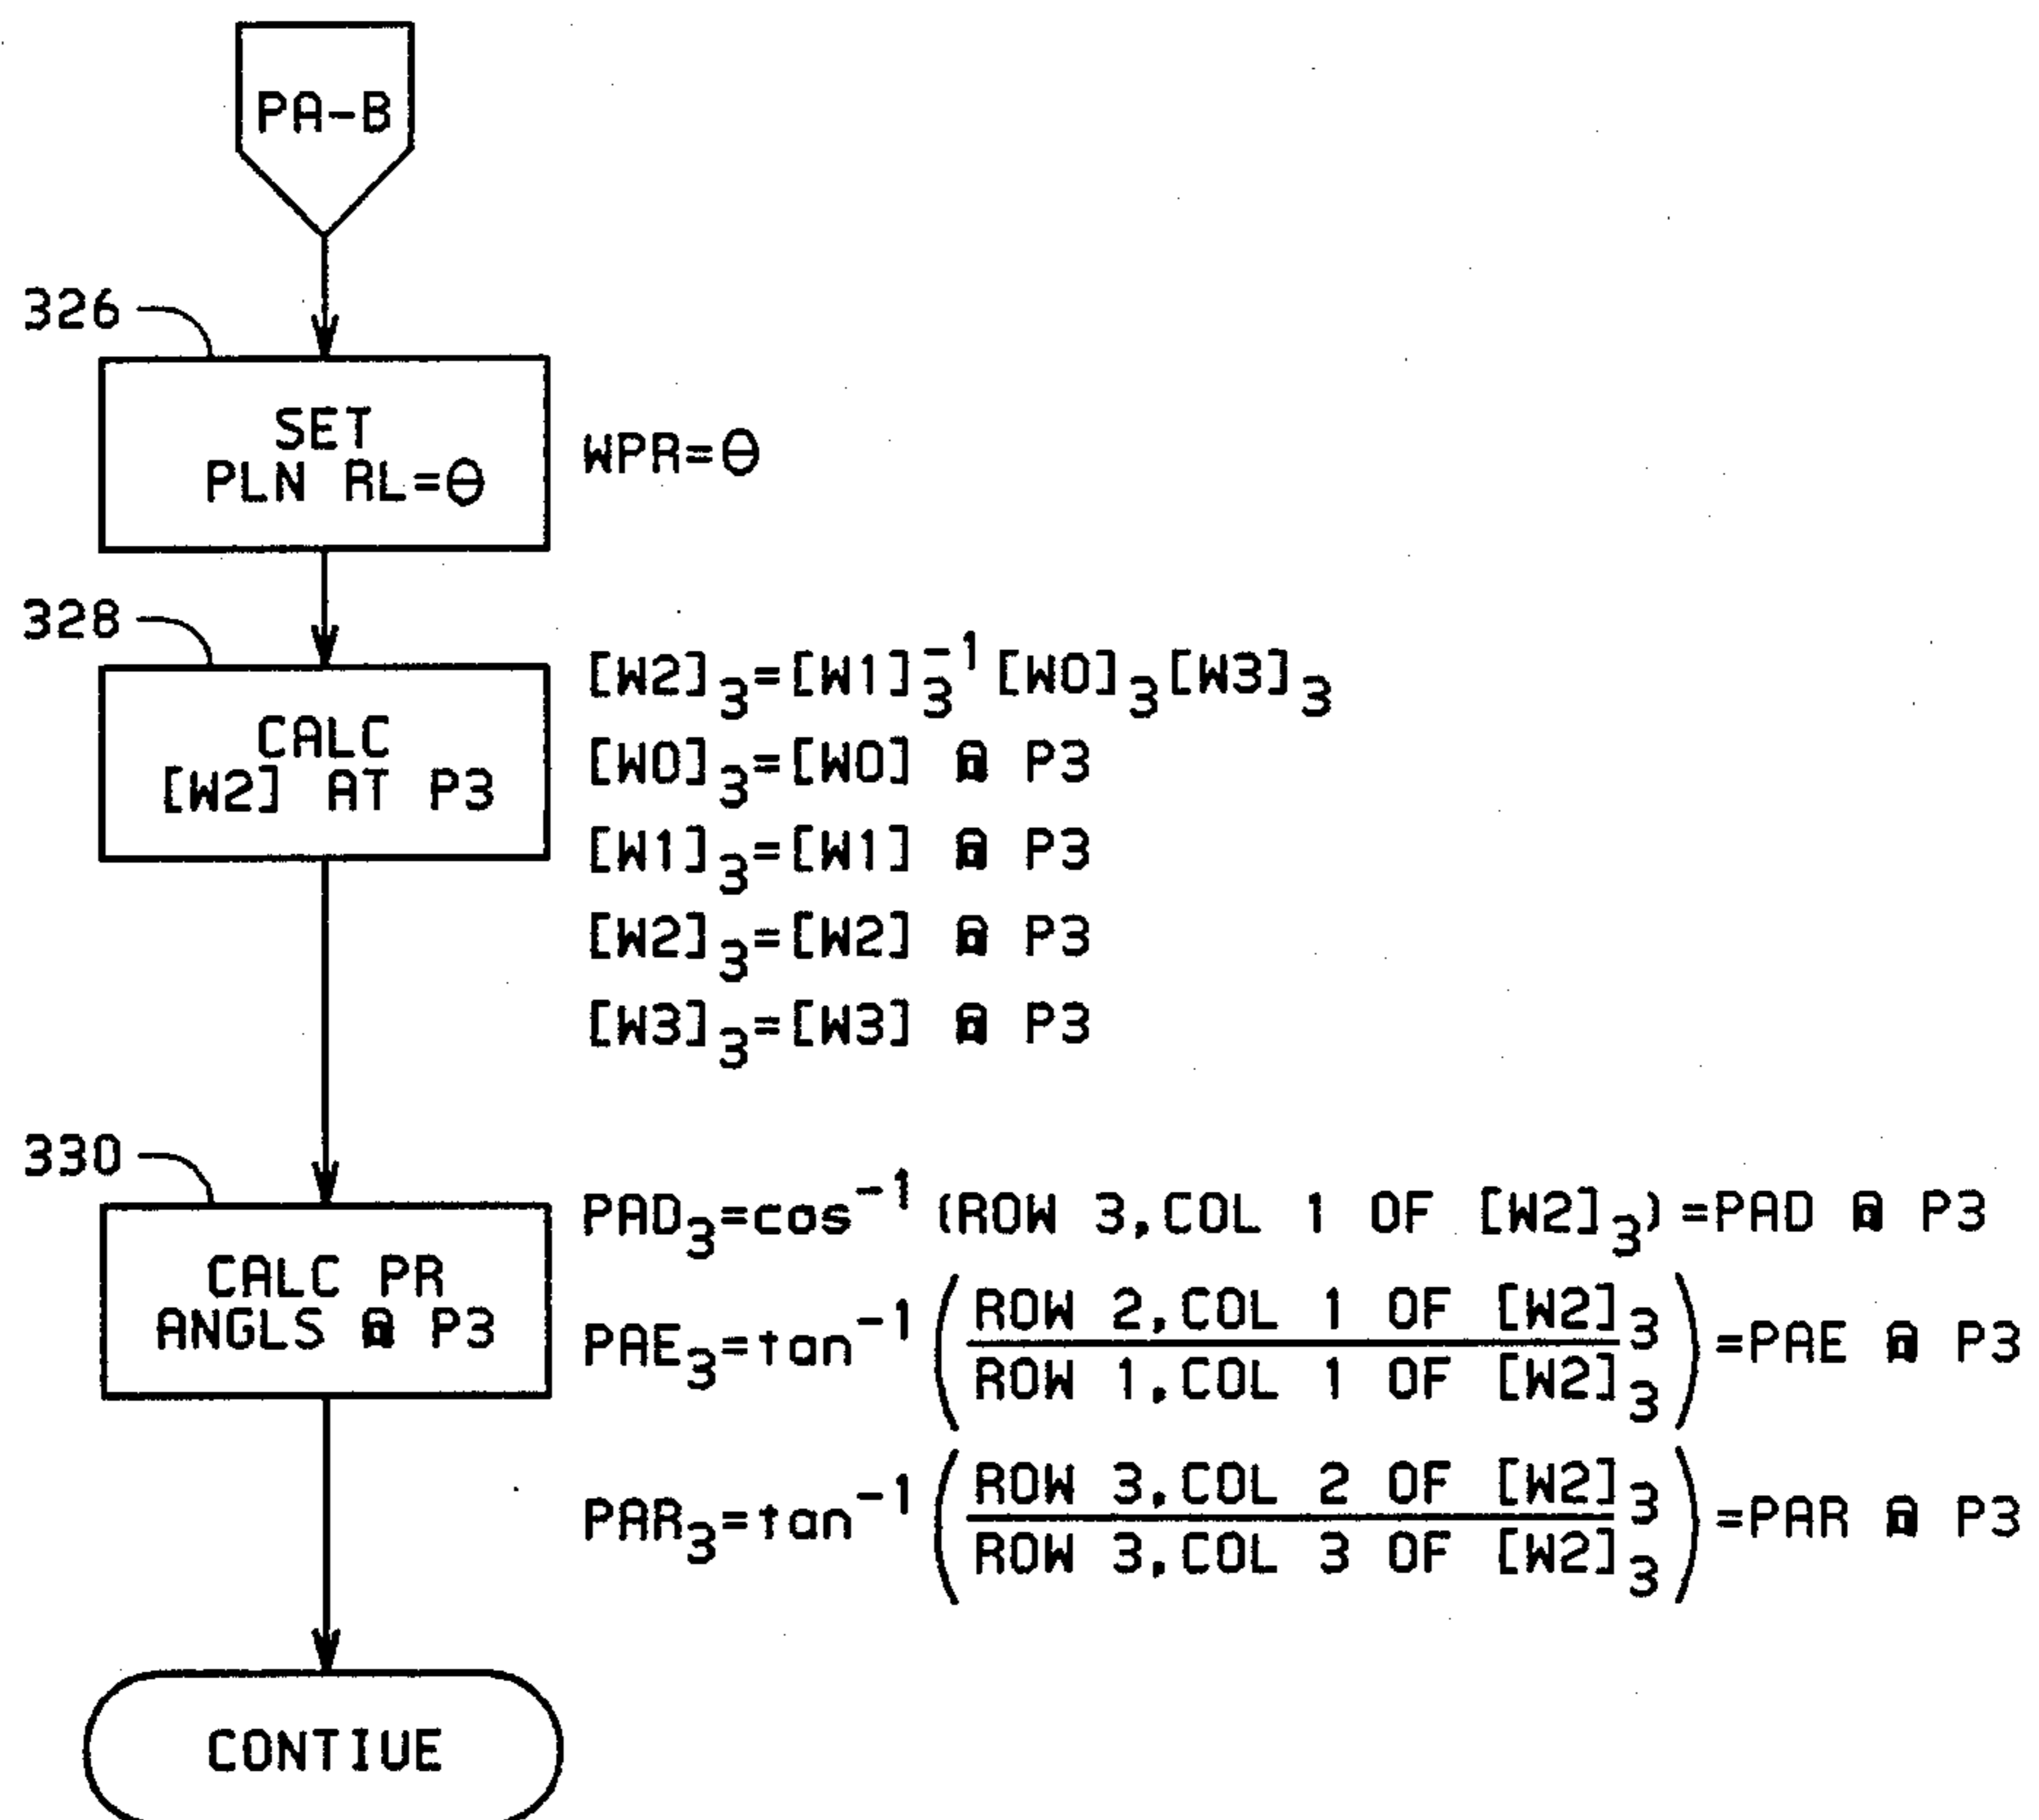 PA-B
326
SET
PLN RL=θ
WPR=θ
328
CALC
[W2] AT P3
[W2]₃=[W1]₃⁻¹[W0]₃[W3]₃
[W0]₃=[W0] @ P3
[W1]₃=[W1] @ P3
[W2]₃=[W2] @ P3
[W3]₃=[W3] @ P3
330
CALC PR
ANGLS @ P3
PAD₃=cos⁻¹(ROW 3,COL 1 OF [W2]₃)=PAD @ P3
PAE₃=tan⁻¹(ROW 2,COL 1 OF [W2]₃/ROW 1,COL 1 OF [W2]₃)=PAE @ P3
PAR₃=tan⁻¹(ROW 3,COL 2 OF [W2]₃/ROW 3,COL 3 OF [W2]₃)=PAR @ P3
CONTIUE